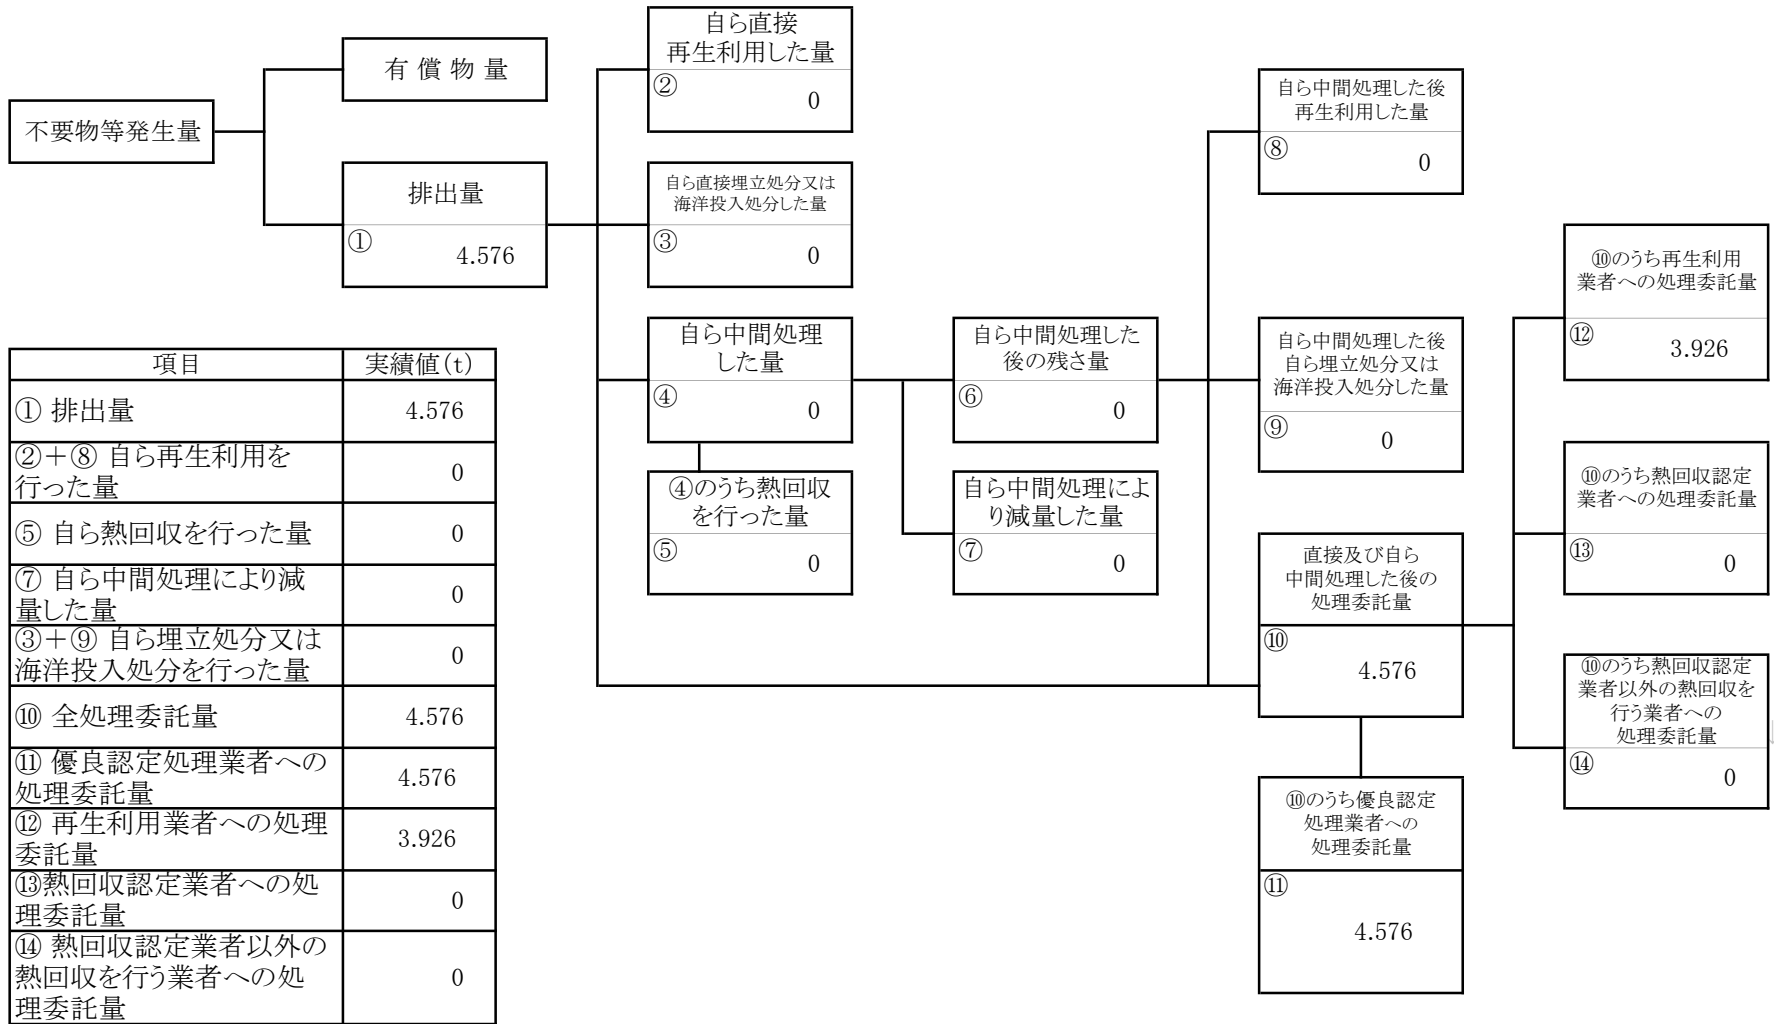 不要物等発生量
有 償 物 量
排出量
①
4.576
自ら直接
再生利用した量
②
0
自ら直接埋立処分又は
海洋投入処分した量
③
0
自ら中間処理
した量
④
0
④のうち熱回収
を行った量
⑤
0
自ら中間処理した
後の残さ量
⑥
0
自ら中間処理によ
り減量した量
⑦
0
自ら中間処理した後
再生利用した量
⑧
0
自ら中間処理した後
自ら埋立処分又は
海洋投入処分した量
⑨
0
直接及び自ら
中間処理した後の
処理委託量
⑩
4.576
⑩のうち優良認定
処理業者への
処理委託量
⑪
4.576
⑩のうち再生利用
業者への処理委託量
⑫
3.926
⑩のうち熱回収認定
業者への処理委託量
⑬
0
⑩のうち熱回収認定
業者以外の熱回収を
行う業者への
処理委託量
⑭
0
項目 実績値(t)
① 排出量 4.576
②+⑧ 自ら再生利用を
行った量 0
⑤ 自ら熱回収を行った量 0
⑦ 自ら中間処理により減
量した量 0
③+⑨ 自ら埋立処分又は
海洋投入処分を行った量 0
⑩ 全処理委託量 4.576
⑪ 優良認定処理業者への
処理委託量 4.576
⑫ 再生利用業者への処理
委託量 3.926
⑬熱回収認定業者への処
理委託量 0
⑭ 熱回収認定業者以外の
熱回収を行う業者への処
理委託量 0